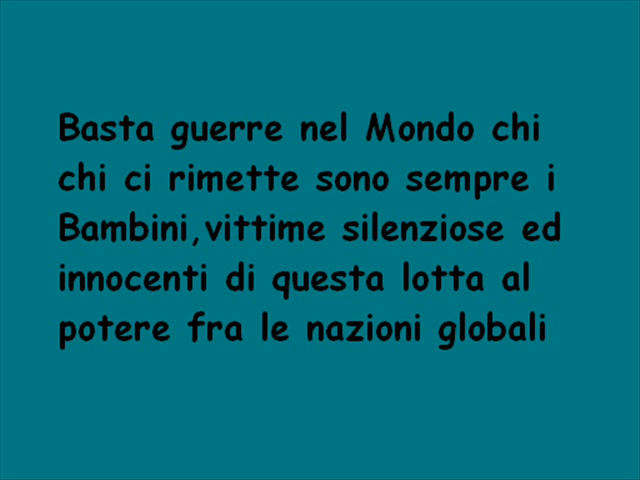 Basta guerre nel Mondo chi
chi ci rimette sono sempre i
Bambini,vittime silenziose ed
innocenti di questa lotta al
potere fra le nazioni globali